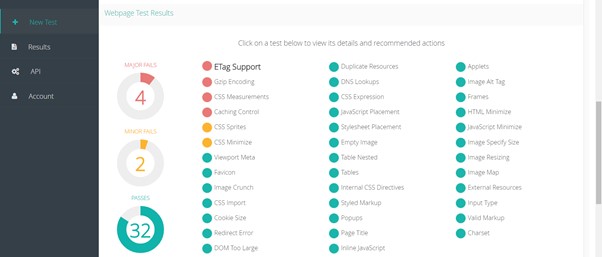 New Test
Results
API
Account
Webpage Test Results
Click on a test below to view its details and recommended actions
MAJOR FAILS
4
MINOR FAILS
2
PASSES
32
ETag Support
Gzip Encoding
CSS Measurements
Caching Control
CSS Sprites
CSS Minimize
Viewport Meta
Favicon
Image Crunch
CSS Import
Cookie Size
Redirect Error
DOM Too Large
Duplicate Resources
DNS Lookups
CSS Expression
JavaScript Placement
Stylesheet Placement
Empty Image
Table Nested
Tables
Internal CSS Directives
Styled Markup
Popups
Page Title
Inline JavaScript
Applets
Image Alt Tag
Frames
HTML Minimize
JavaScript Minimize
Image Specify Size
Image Resizing
Image Map
External Resources
Input Type
Valid Markup
Charset